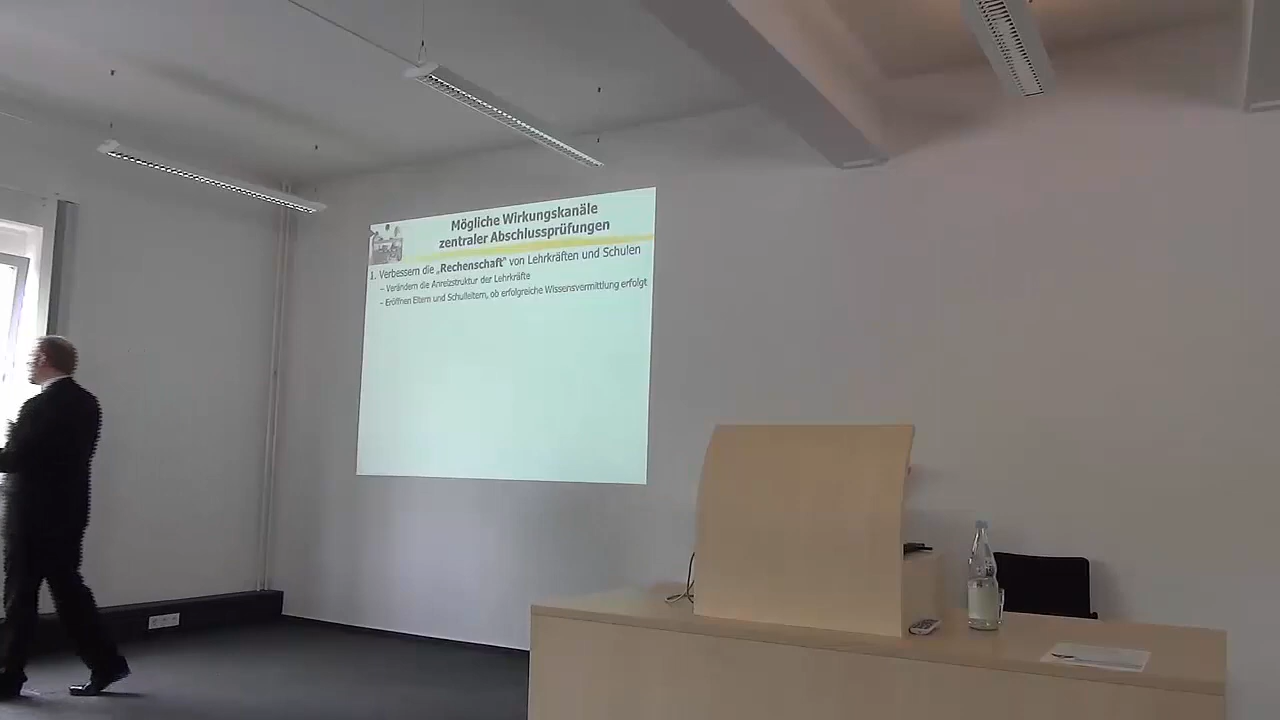 Mögliche Wirkungskanäle
zentraler Abschlussprüfungen
1. Verbessern die „Rechenschaft“ von Lehrkräften und Schulen
– Verändern die Anreizstruktur der Lehrkräfte
– Eröffnen Eltern und Schulleitern, ob erfolgreiche Wissensvermittlung erfolgt